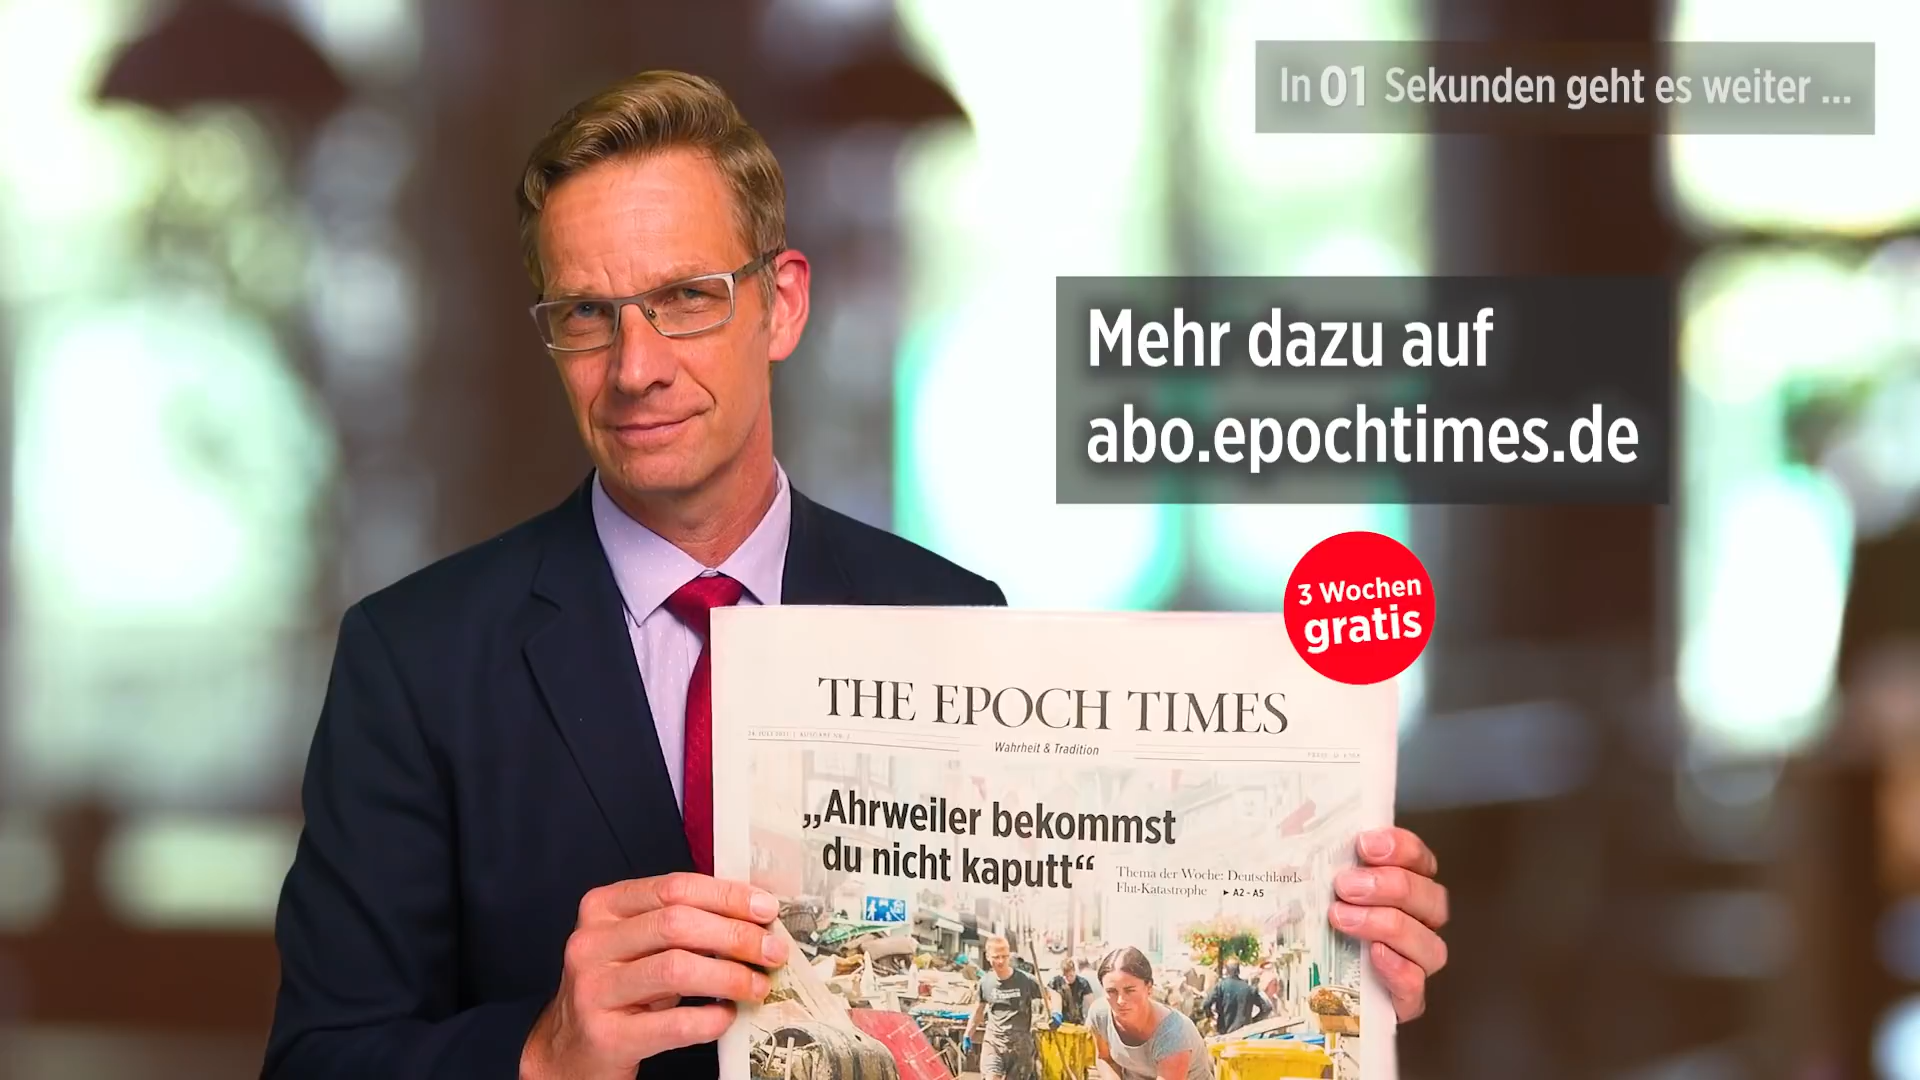 In 01 Sekunden geht es weiter ...
Mehr dazu auf
abo.epochtimes.de
3 Wochen
gratis
THE EPOCH TIMES
Wahrheit & Tradition
„Ahrweiler bekommst
du nicht kaputt“
Thema der Woche: Deutschlands
Flut-Katastrophe ► A2 - A5